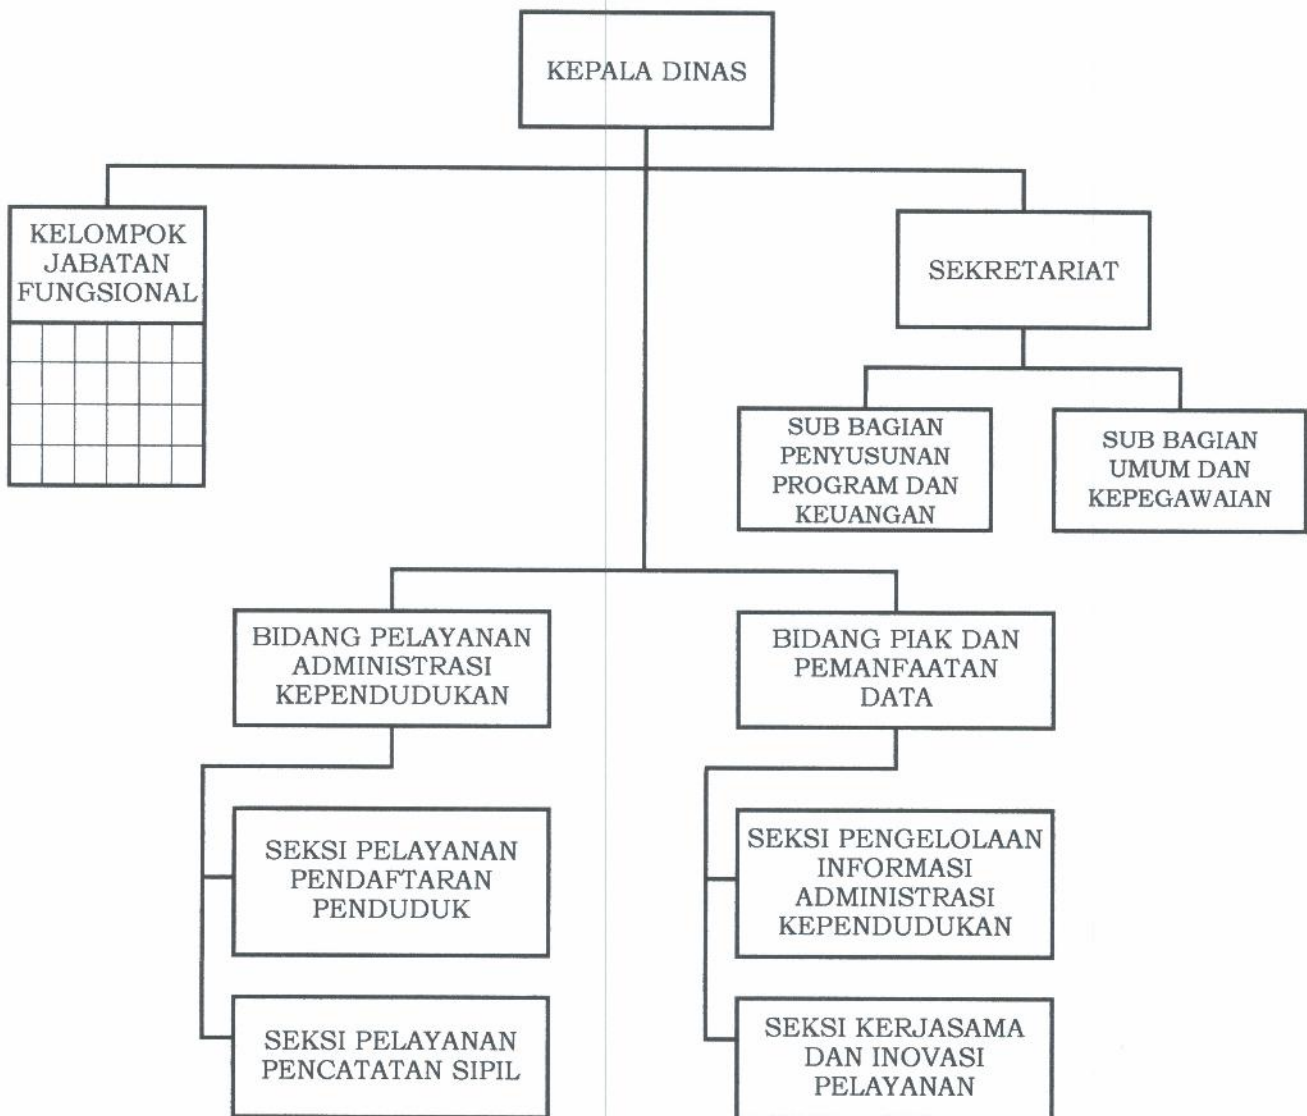 KEPALA DINAS
KELOMPOK
JABATAN
FUNGSIONAL
SEKRETARIAT
SUB BAGIAN
PENYUSUNAN
PROGRAM DAN
KEUANGAN
SUB BAGIAN
UMUM DAN
KEPEGAWAIAN
BIDANG PELAYANAN
ADMINISTRASI
KEPENDUDUKAN
BIDANG PIAK DAN
PEMANFAATAN
DATA
SEKSI PELAYANAN
PENDAFTARAN
PENDUDUK
SEKSI PENGELOLAAN
INFORMASI
ADMINISTRASI
KEPENDUDUKAN
SEKSI PELAYANAN
PENCATATAN SIPIL
SEKSI KERJASAMA
DAN INOVASI
PELAYANAN